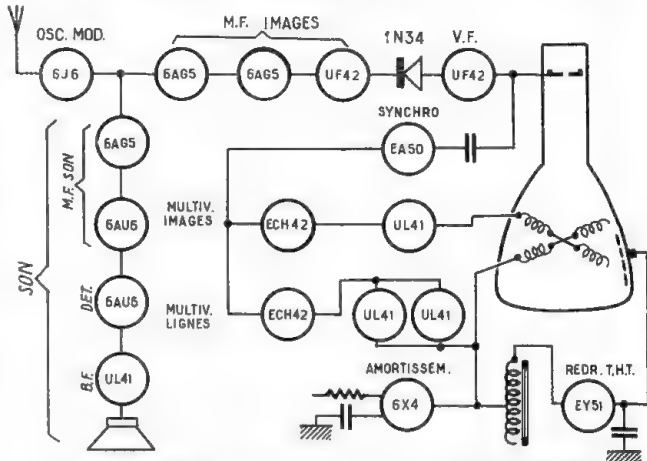 OSC. MOD.
M.F. IMAGES
1N34
V.F.
6J6
6AG5
6AG5
UF42
UF42
SYNCHRO
6AG5
EA50
M.F. SON
MULTIV.
IMAGES
6AU6
ECH42
UL41
SON
DÉT.
6AU6
MULTIV.
LIGNES
ECH42
UL41
UL41
B.F.
UL41
AMORTISSEM.
6X4
REDR. T.H.T.
EY51